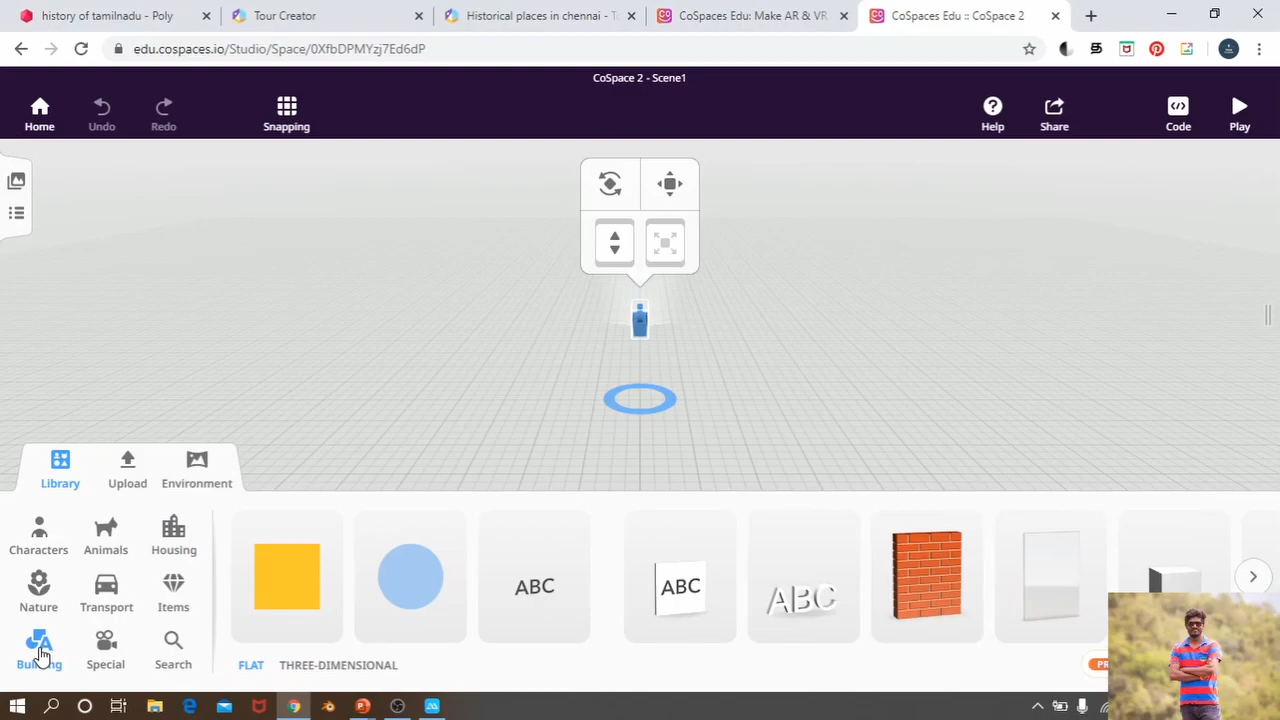 history of tamilnadu - Poly
Tour Creator
Historical places in chennai - T
CoSpaces Edu: Make AR & VR
CoSpaces Edu :: CoSpace 2
edu.cospaces.io/Studio/Space/0XfbDPMYzj7Ed6dP
CoSpace 2 - Scene1
Home
Undo
Redo
Snapping
Help
Share
Code
Play
Library
Upload
Environment
Characters
Animals
Housing
Nature
Transport
Items
Building
Special
Search
ABC
ABC
ABC
FLAT
THREE-DIMENSIONAL